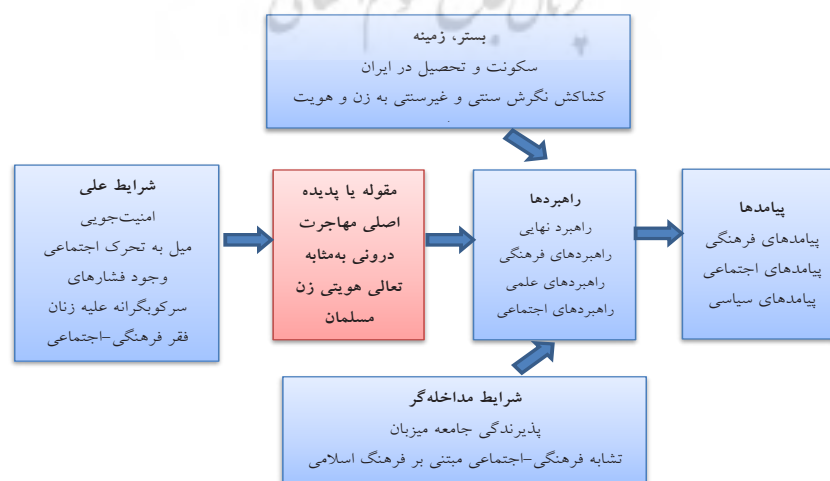 بستر، زمینه
سکونت و تحصیل در ایران
کشاکش نگرش سنتی و غیرسنتی به زن و هویت
شرایط علی
امنیت‌جویی
میل به تحرک اجتماعی
وجود فشارهای
سرکوبگرانه علیه زنان
فقر فرهنگی–اجتماعی
مقوله یا پدیده
اصلی مهاجرت
درونی به‌مثابه
تعالی هویتی زن
مسلمان
راهبردها
راهبرد نهایی
راهبردهای فرهنگی
راهبردهای علمی
راهبردهای اجتماعی
پیامدها
پیامدهای فرهنگی
پیامدهای اجتماعی
پیامدهای سیاسی
شرایط مداخله‌گر
پذیرندگی جامعه میزبان
تشابه فرهنگی–اجتماعی مبتنی بر فرهنگ اسلامی